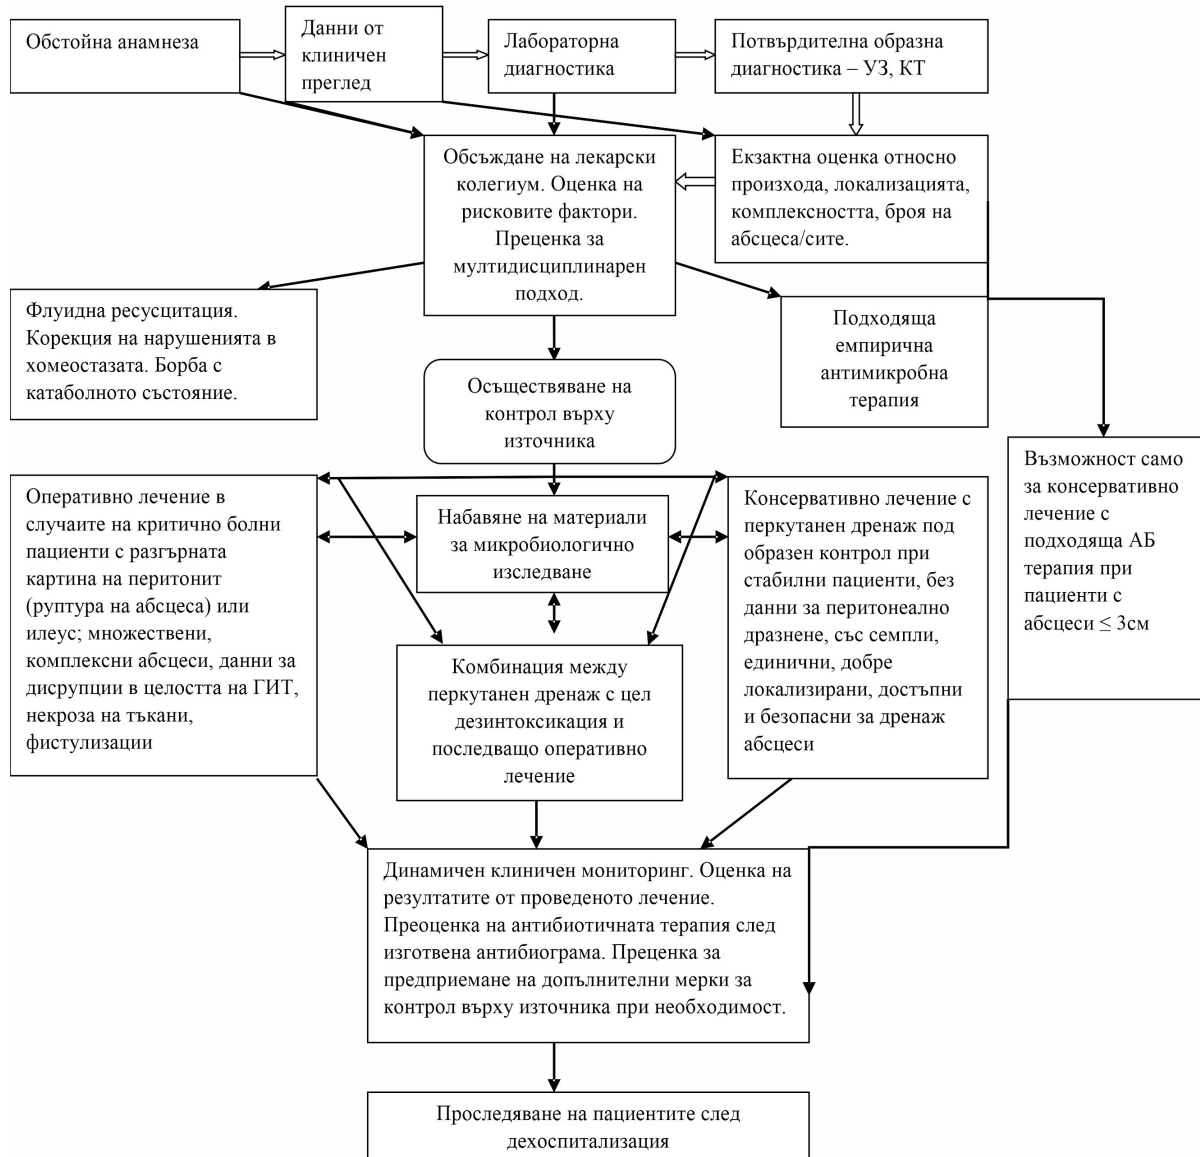 Обстойна анамнеза
Данни от
клиничен
преглед
Лабораторна
диагностика
Потвърдителна образна
диагностика – УЗ, КТ
Обсъждане на лекарски
колегиум. Оценка на
рисковите фактори.
Преценка за
мултидисциплинарен
подход.
Екзактна оценка относно
произхода, локализацията,
комплексността, броя на
абсцеса/сите.
Флуидна ресусцитация.
Корекция на нарушенията в
хомеостазата. Борба с
катаболното състояние.
Подходяща
емпирична
антимикробна
терапия
Осъществяване на
контрол върху
източника
Възможност само
за консервативно
лечение с
подходяща АБ
терапия при
пациенти с
абсцеси ≤ 3см
Оперативно лечение в
случаите на критично болни
пациенти с разгърната
картина на перитонит
(руптура на абсцеса) или
илеус; множествени,
комплексни абсцеси, данни за
дисрупции в целостта на ГИТ,
некроза на тъкани,
фистулизации
Набавяне на материали
за микробиологично
изследване
Консервативно лечение с
перкутанен дренаж под
образен контрол при
стабилни пациенти, без
данни за перитонеално
дразнене, със семпли,
единични, добре
локализирани, достъпни
и безопасни за дренаж
абсцеси
Комбинация между
перкутанен дренаж с цел
дезинтоксикация и
последващо оперативно
лечение
Динамичен клиничен мониторинг. Оценка на
резултатите от проведеното лечение.
Преоценка на антибиотичната терапия след
изготвена антибиограма. Преценка за
предприемане на допълнителни мерки за
контрол върху източника при необходимост.
Проследяване на пациентите след
дехоспитализация